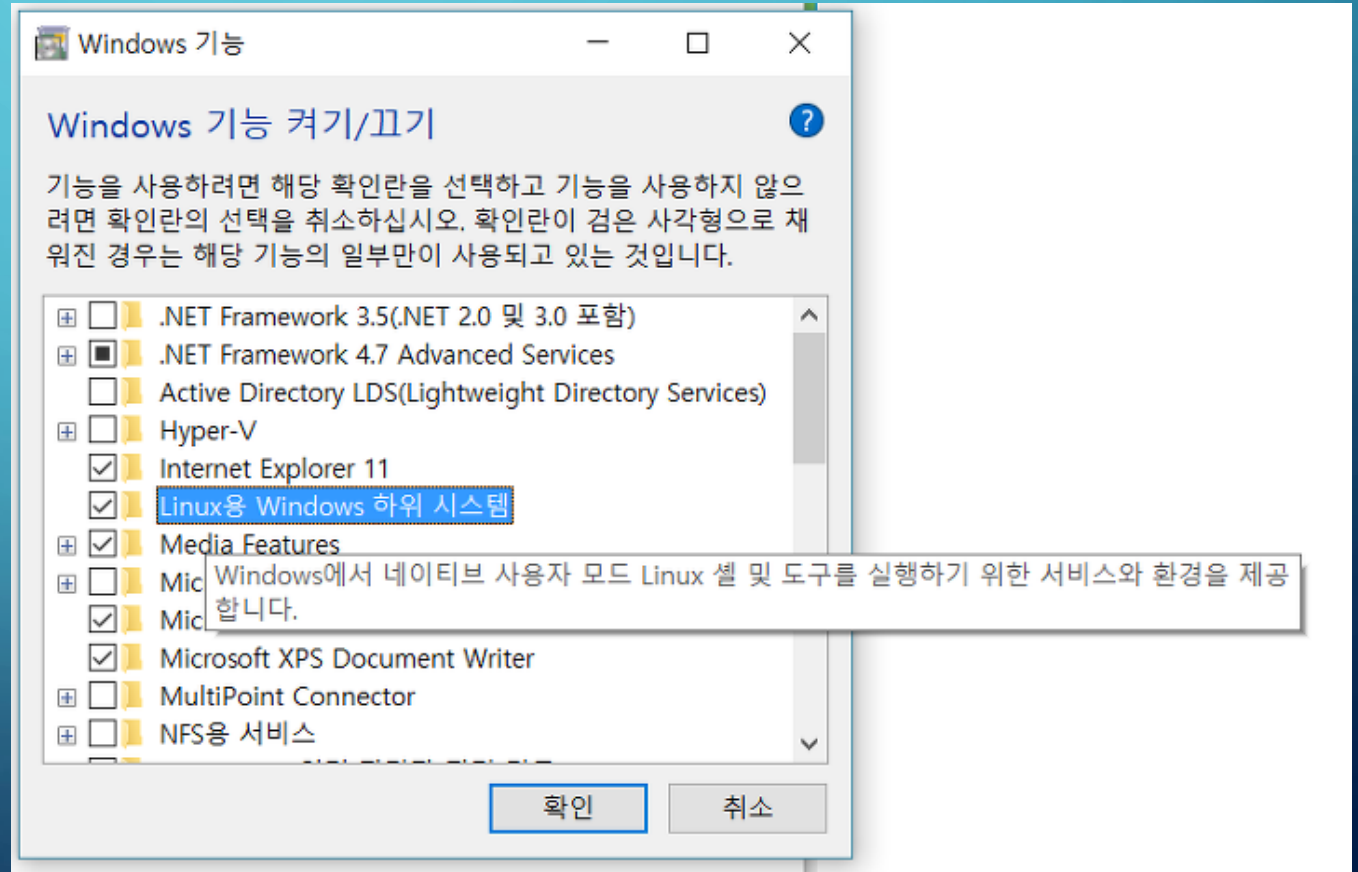 Windows 기능
Windows 기능 켜기/끄기
기능을 사용하려면 해당 확인란을 선택하고 기능을 사용하지 않으
려면 확인란의 선택을 취소하십시오. 확인란이 검은 사각형으로 채
워진 경우는 해당 기능의 일부만이 사용되고 있는 것입니다.
.NET Framework 3.5(.NET 2.0 및 3.0 포함)
.NET Framework 4.7 Advanced Services
Active Directory LDS(Lightweight Directory Services)
Hyper-V
Internet Explorer 11
Linux용 Windows 하위 시스템
Media Features
Windows에서 네이티브 사용자 모드 Linux 셸 및 도구를 실행하기 위한 서비스와 환경을 제공
합니다.
Microsoft XPS Document Writer
MultiPoint Connector
NFS용 서비스
확인
취소